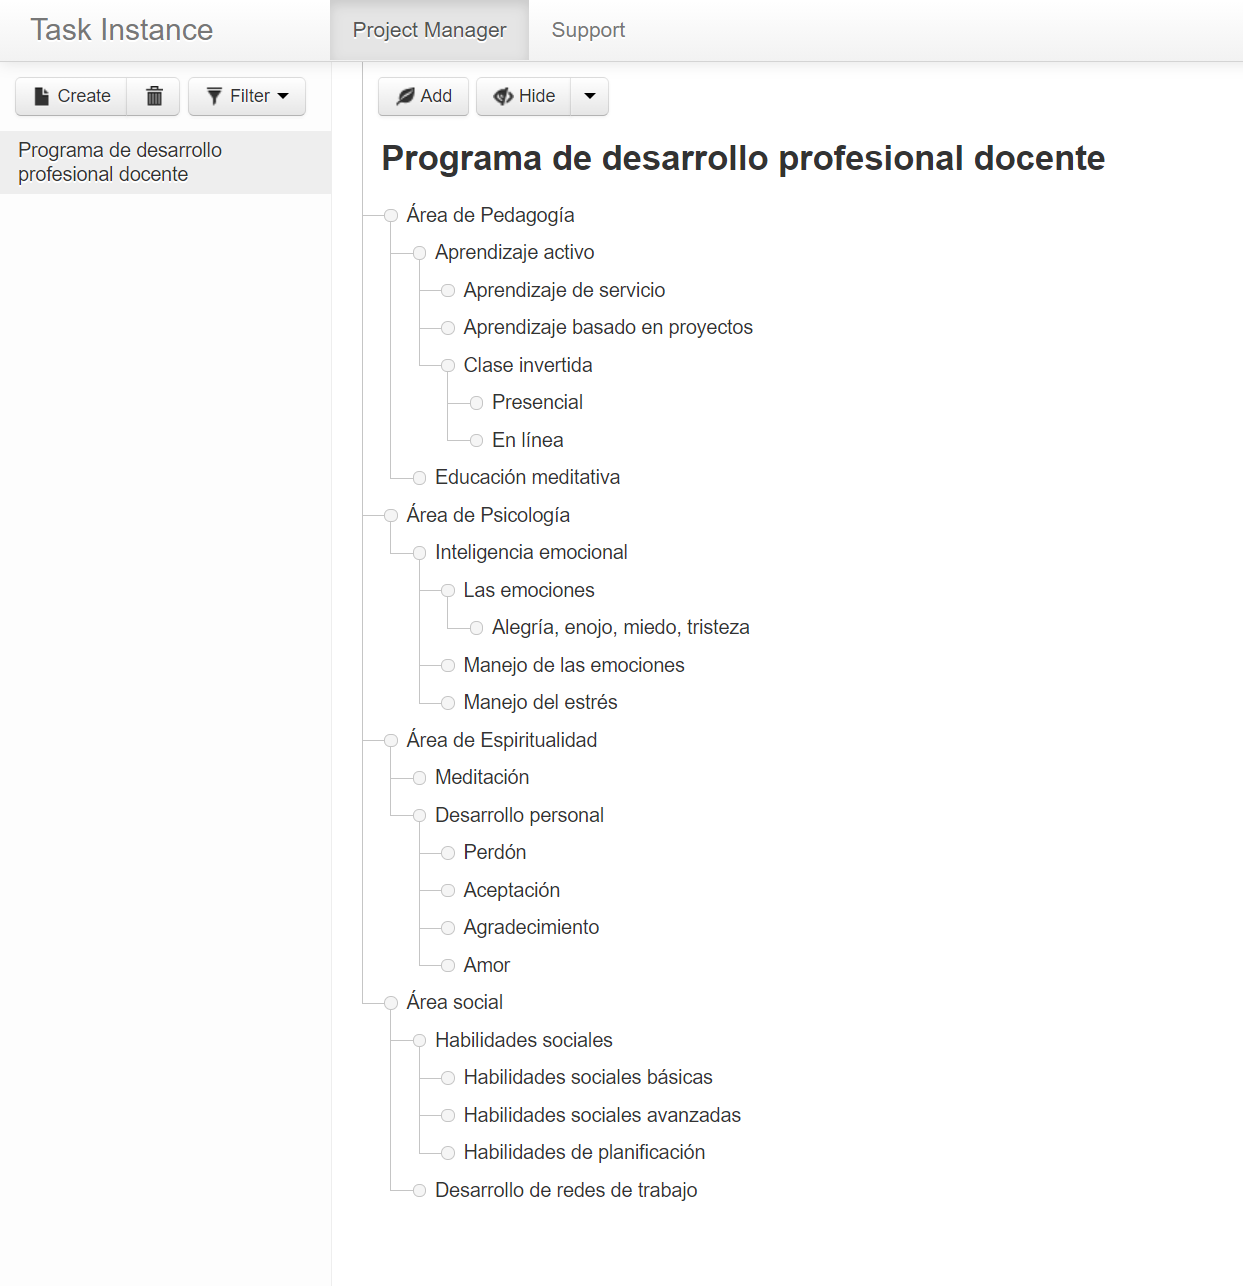 Task Instance
Project Manager
Support
Create
Filter
Add
Hide
Programa de desarrollo
profesional docente
Programa de desarrollo profesional docente
Área de Pedagogía
Aprendizaje activo
Aprendizaje de servicio
Aprendizaje basado en proyectos
Clase invertida
Presencial
En línea
Educación meditativa
Área de Psicología
Inteligencia emocional
Las emociones
Alegría, enojo, miedo, tristeza
Manejo de las emociones
Manejo del estrés
Área de Espiritualidad
Meditación
Desarrollo personal
Perdón
Aceptación
Agradecimiento
Amor
Área social
Habilidades sociales
Habilidades sociales básicas
Habilidades sociales avanzadas
Habilidades de planificación
Desarrollo de redes de trabajo